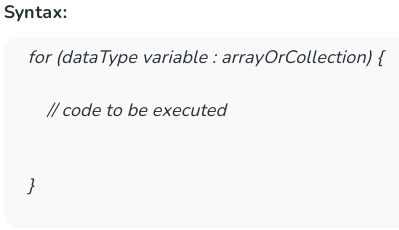 Syntax:
for (dataType variable : arrayOrCollection) {
// code to be executed
}